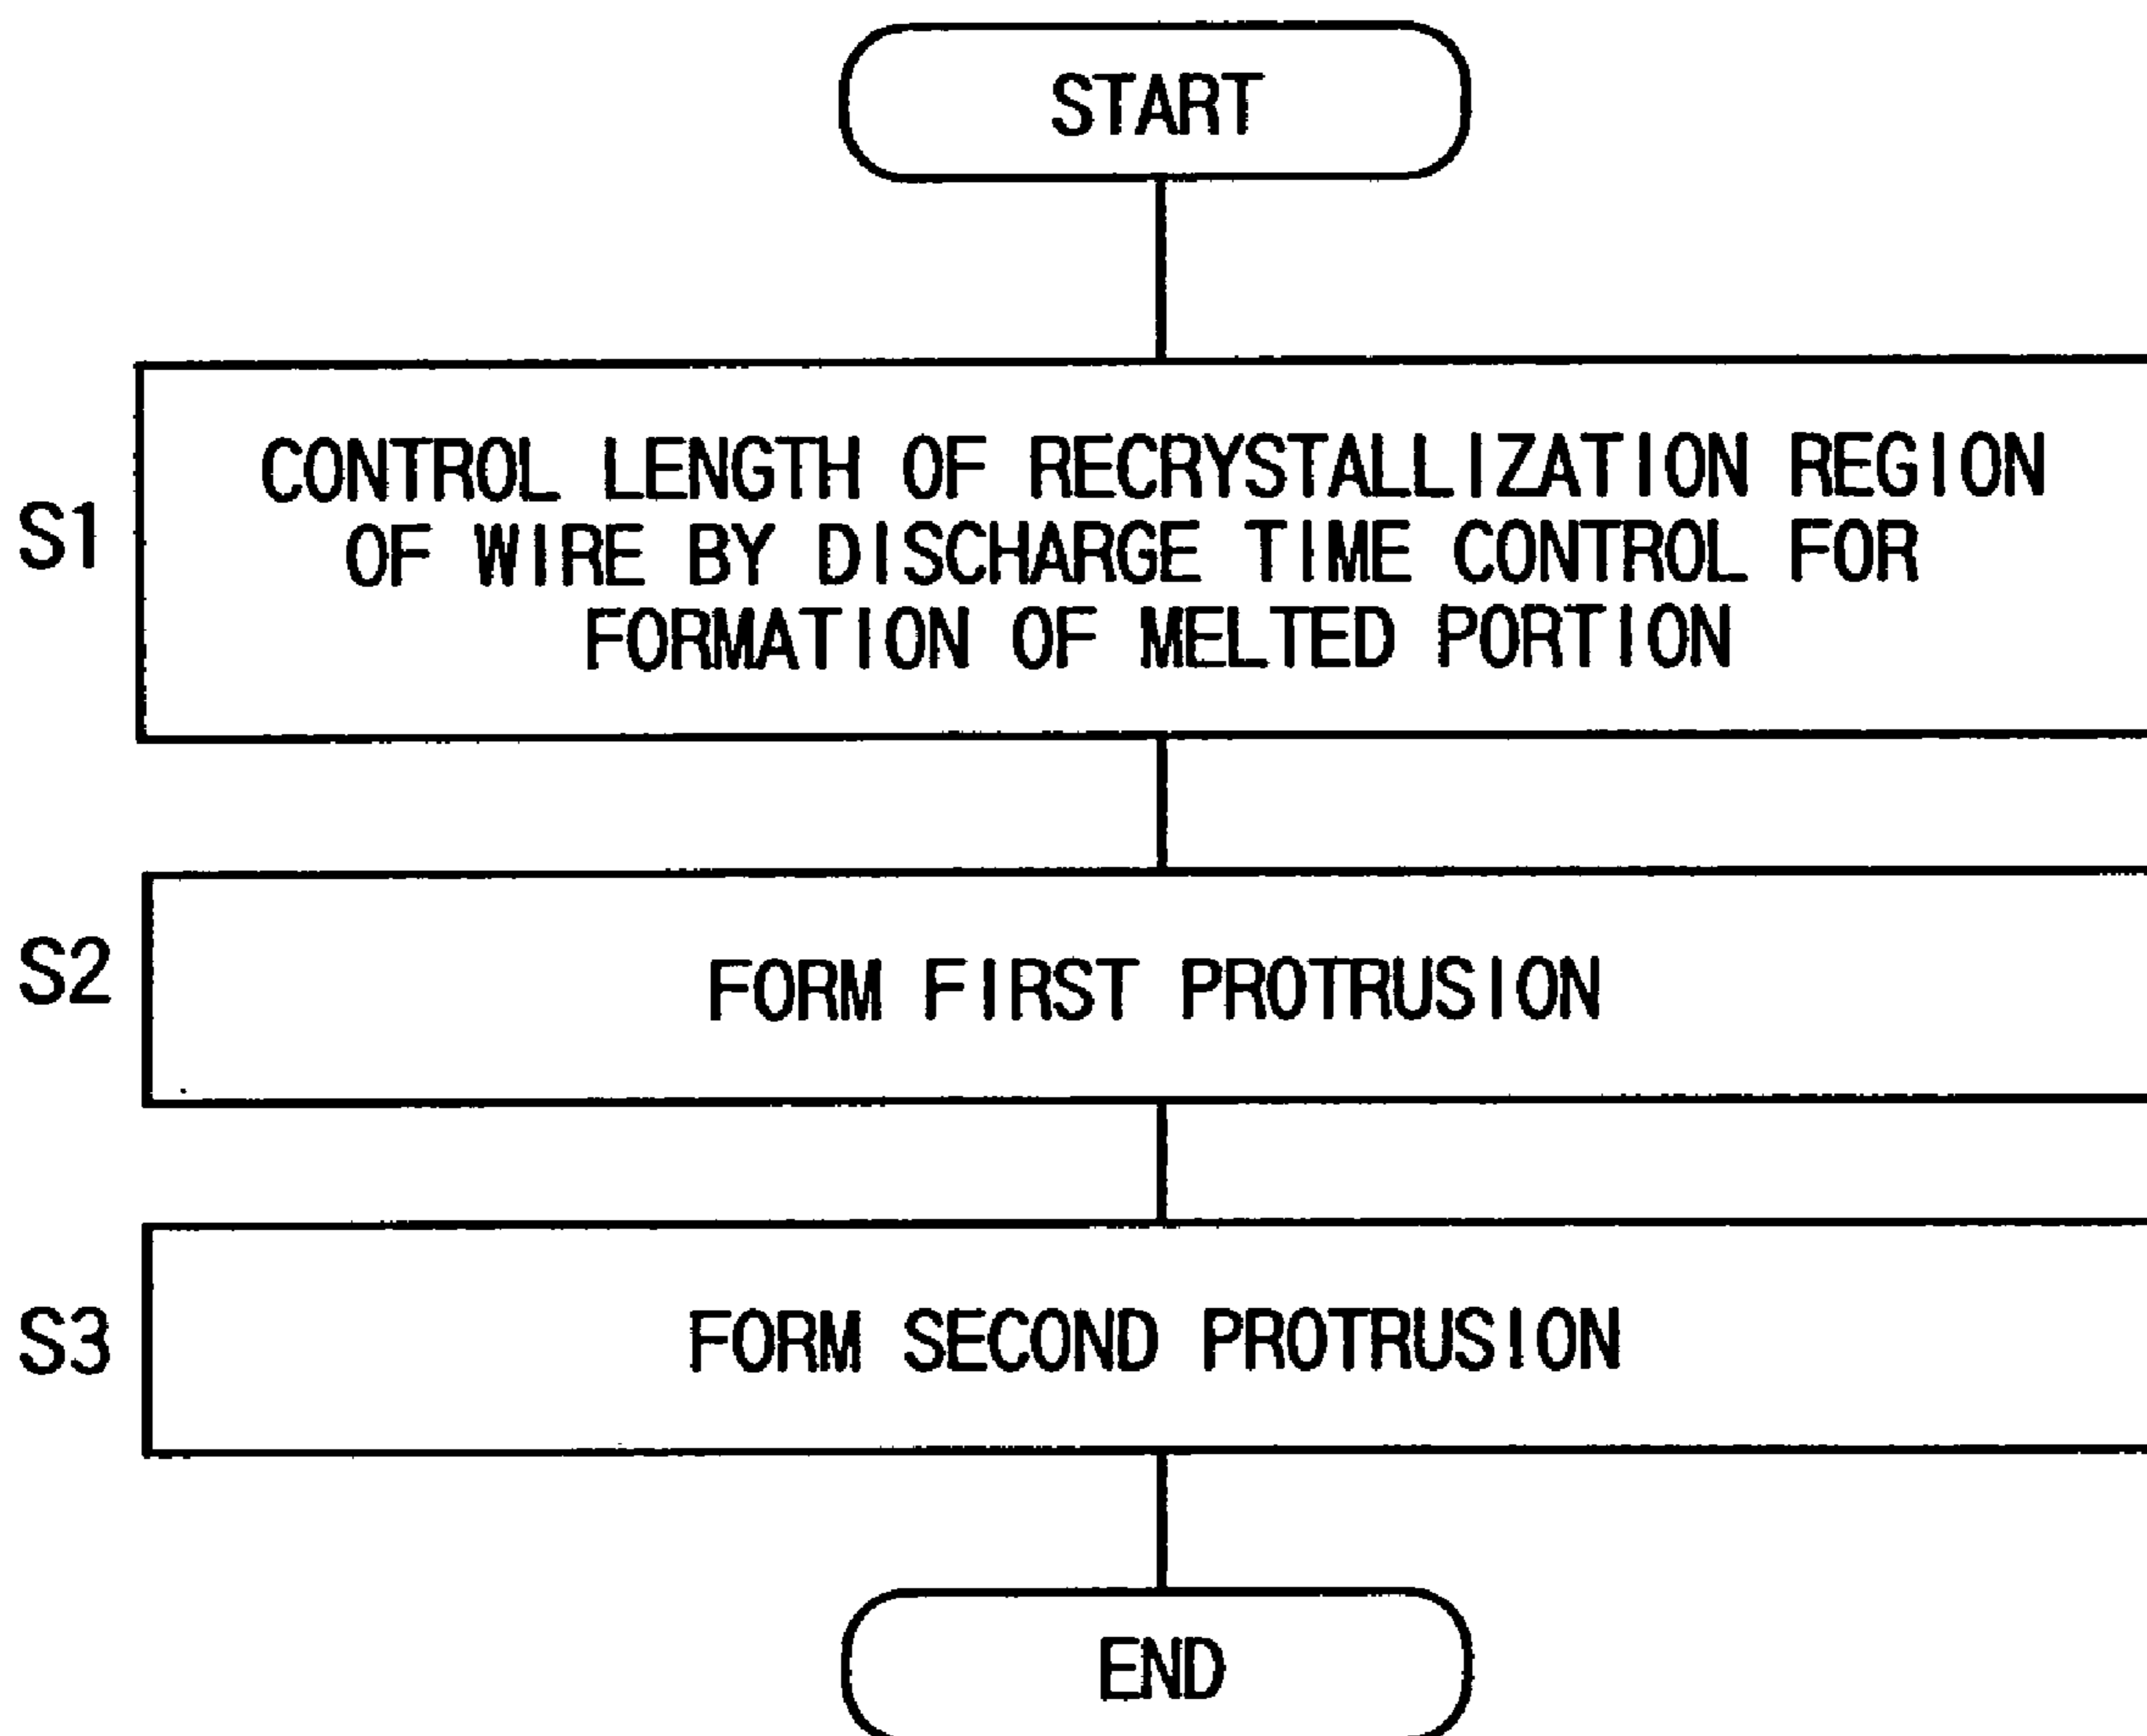 START
S1
CONTROL LENGTH OF RECRYSTALLIZATION REGION
OF WIRE BY DISCHARGE TIME CONTROL FOR
FORMATION OF MELTED PORTION
S2
FORM FIRST PROTRUSION
S3
FORM SECOND PROTRUSION
END